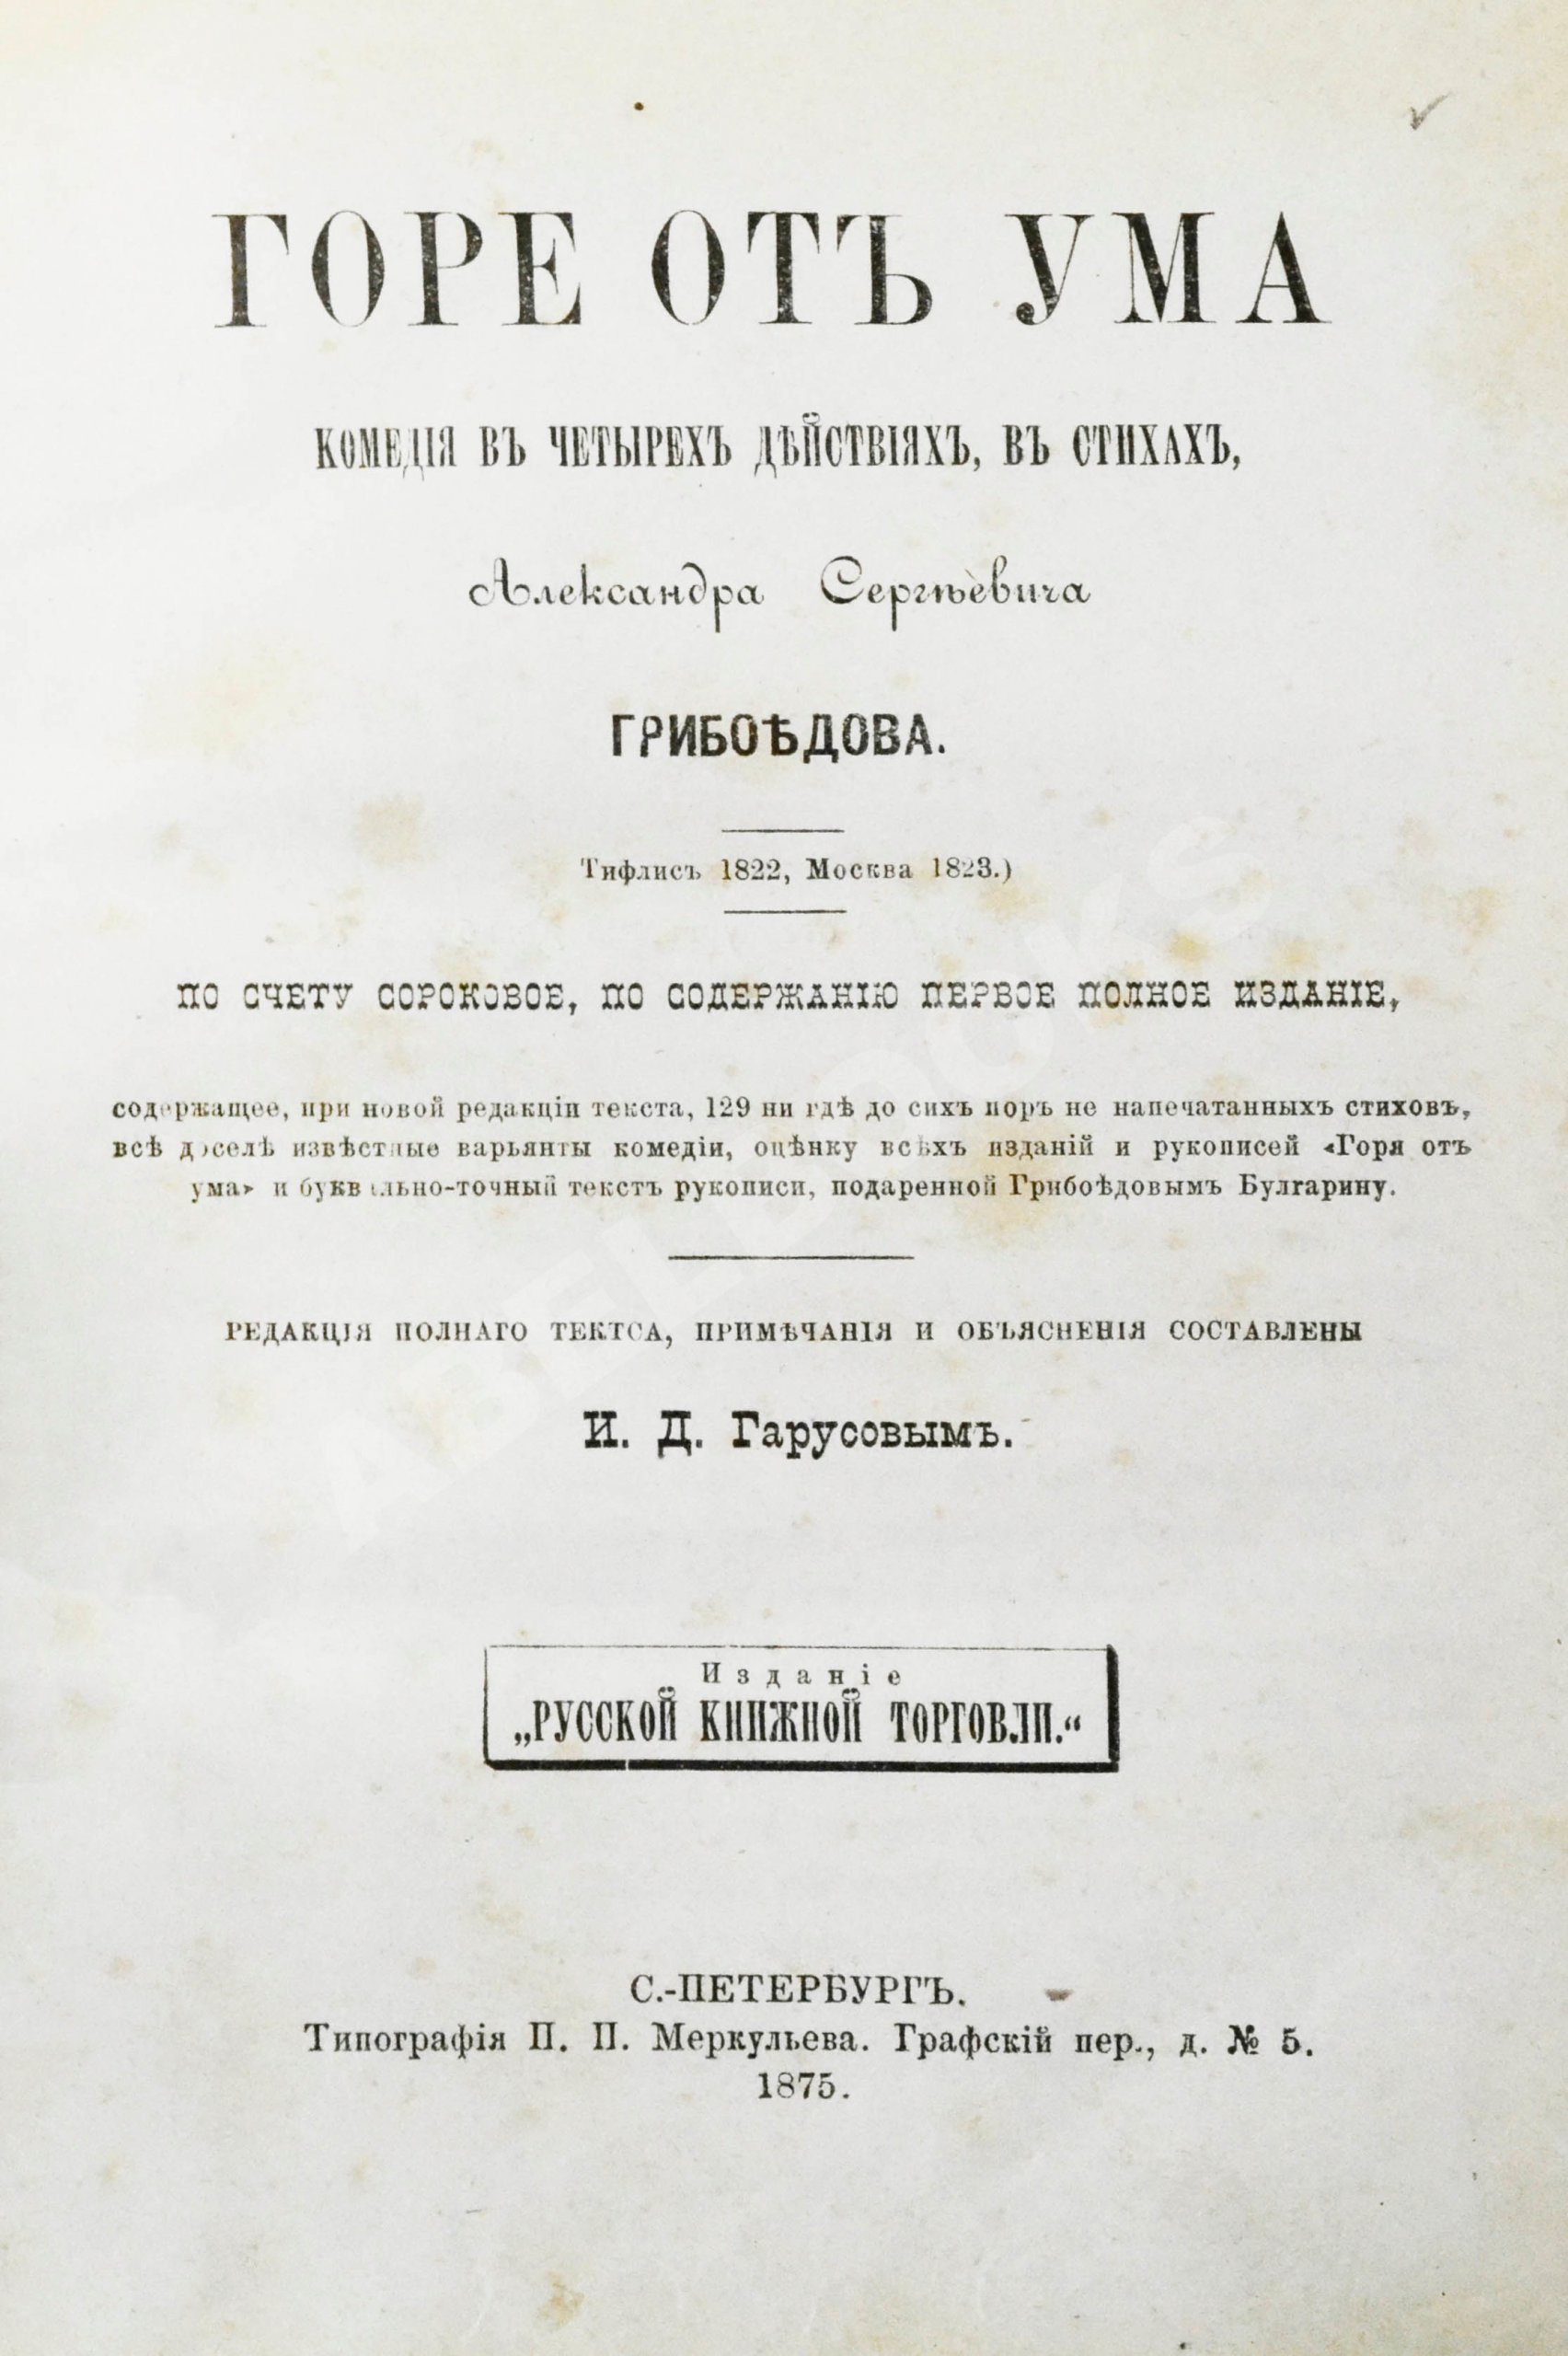 ГОРЕ ОТЪ УМА
КОМЕДІЯ ВЪ ЧЕТЫРЕХЪ ДѢЙСТВІЯХЪ, ВЪ СТИХАХЪ,
Александра Сергѣевича
ГРИБОѢДОВА.
Тифлисъ 1822, Москва 1823.)
ПО СЧЕТУ СОРОКОВОЕ, ПО СОДЕРЖАНІЮ ПЕРВОЕ ПОЛНОЕ ИЗДАНІЕ,
содержащее, при новой редакціи текста, 129 ни гдѣ до сихъ поръ не напечатанныхъ стиховъ,
всѣ доселѣ извѣстные варьянты комедіи, оцѣнку всѣхъ изданій и рукописей «Горя отъ
ума» и буквально-точный текстъ рукописи, подаренной Грибоѣдовымъ Булгарину.
РЕДАКЦІЯ ПОЛНАГО ТЕКТСА, ПРИМѢЧАНІЯ И ОБЪЯСНЕНІЯ СОСТАВЛЕНЫ
И. Д. Гарусовымъ.
Изданіе
„РУССКОЙ КНИЖНОЙ ТОРГОВЛИ.“
С.-ПЕТЕРБУРГЪ.
Типографія П. П. Меркульева. Графскій пер., д. № 5.
1875.